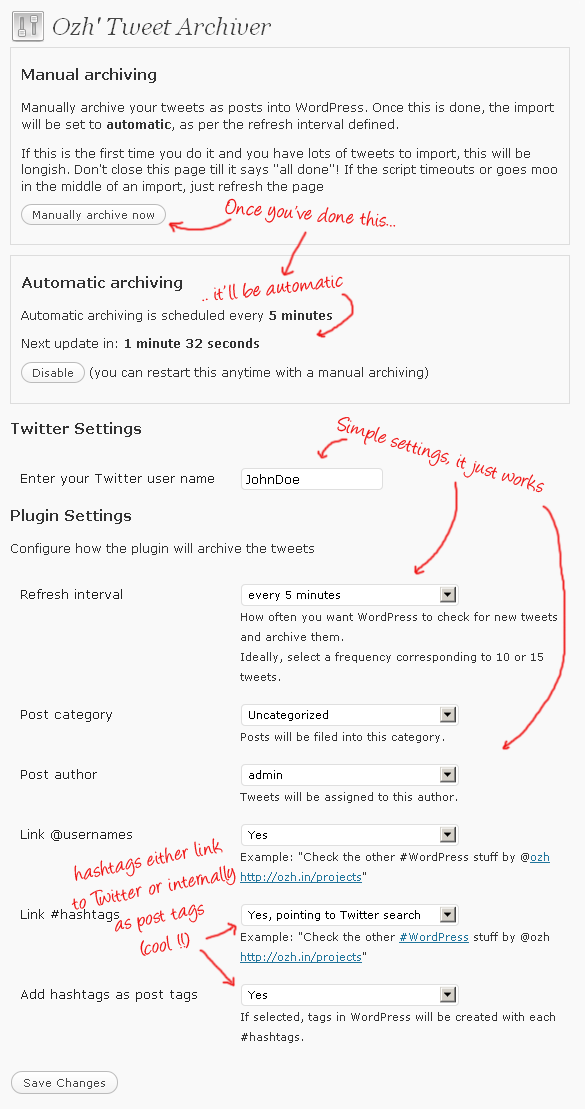 Ozh' Tweet Archiver
Manual archiving
Manually archive your tweets as posts into WordPress. Once this is done, the import
will be set to automatic, as per the refresh interval defined.
If this is the first time you do it and you have lots of tweets to import, this will be
longish. Don't close this page till it says "all done"! If the script timeouts or goes moo
in the middle of an import, just refresh the page
Manually archive now
Once you've done this...
Automatic archiving
.. it'll be automatic
Automatic archiving is scheduled every 5 minutes
Next update in: 1 minute 32 seconds
Disable (you can restart this anytime with a manual archiving)
Twitter Settings
Simple settings, it just works
Enter your Twitter user name JohnDoe
Plugin Settings
Configure how the plugin will archive the tweets
Refresh interval every 5 minutes
How often you want WordPress to check for new tweets
and archive them.
Ideally, select a frequency corresponding to 10 or 15
tweets.
Post category Uncategorized
Posts will be filed into this category.
Post author admin
Tweets will be assigned to this author.
Link @usernames Yes
Example: "Check the other #WordPress stuff by @ozh
http://ozh.in/projects"
hashtags either link
to Twitter or internally
as post tags
(cool !!)
Link #hashtags Yes, pointing to Twitter search
Example: "Check the other #WordPress stuff by @ozh
http://ozh.in/projects"
Add hashtags as post tags Yes
If selected, tags in WordPress will be created with each
#hashtags.
Save Changes